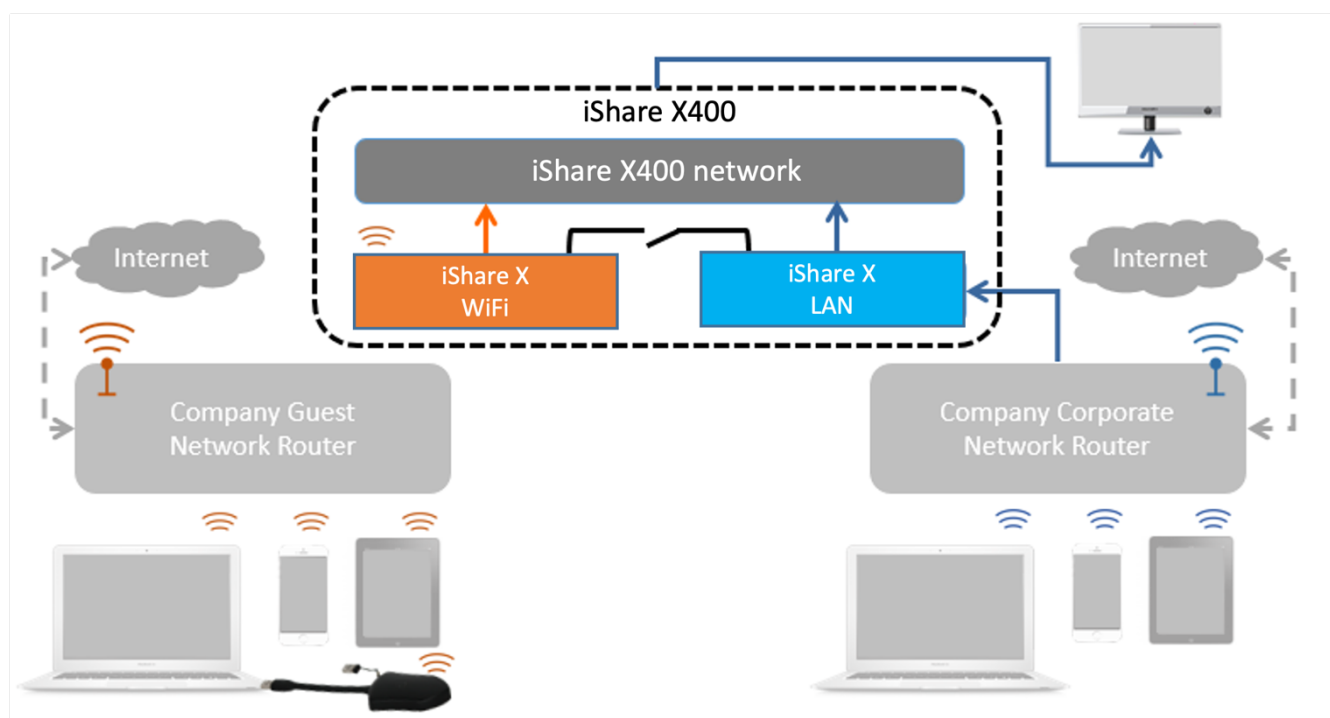 iShare X400
iShare X400 network
Internet
Internet
iShare X
WiFi
iShare X
LAN
Company Guest
Network Router
Company Corporate
Network Router